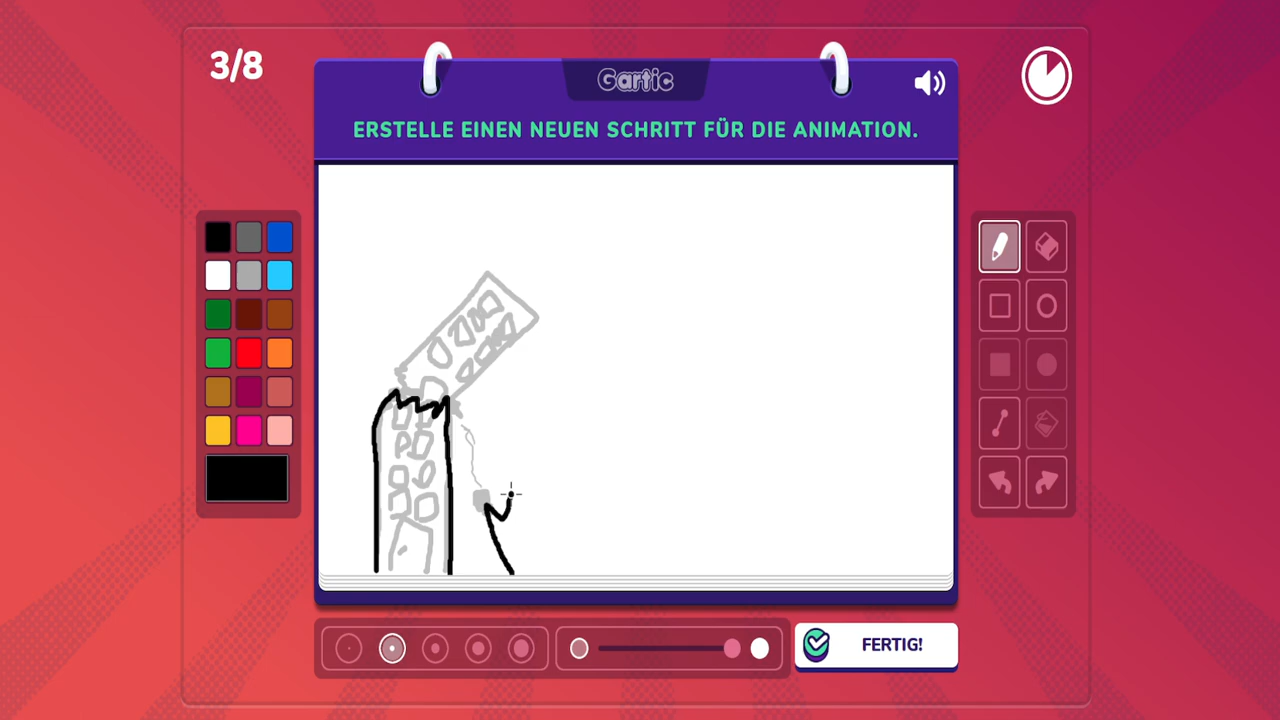 3/8
Gartic
ERSTELLE EINEN NEUEN SCHRITT FÜR DIE ANIMATION.
FERTIG!